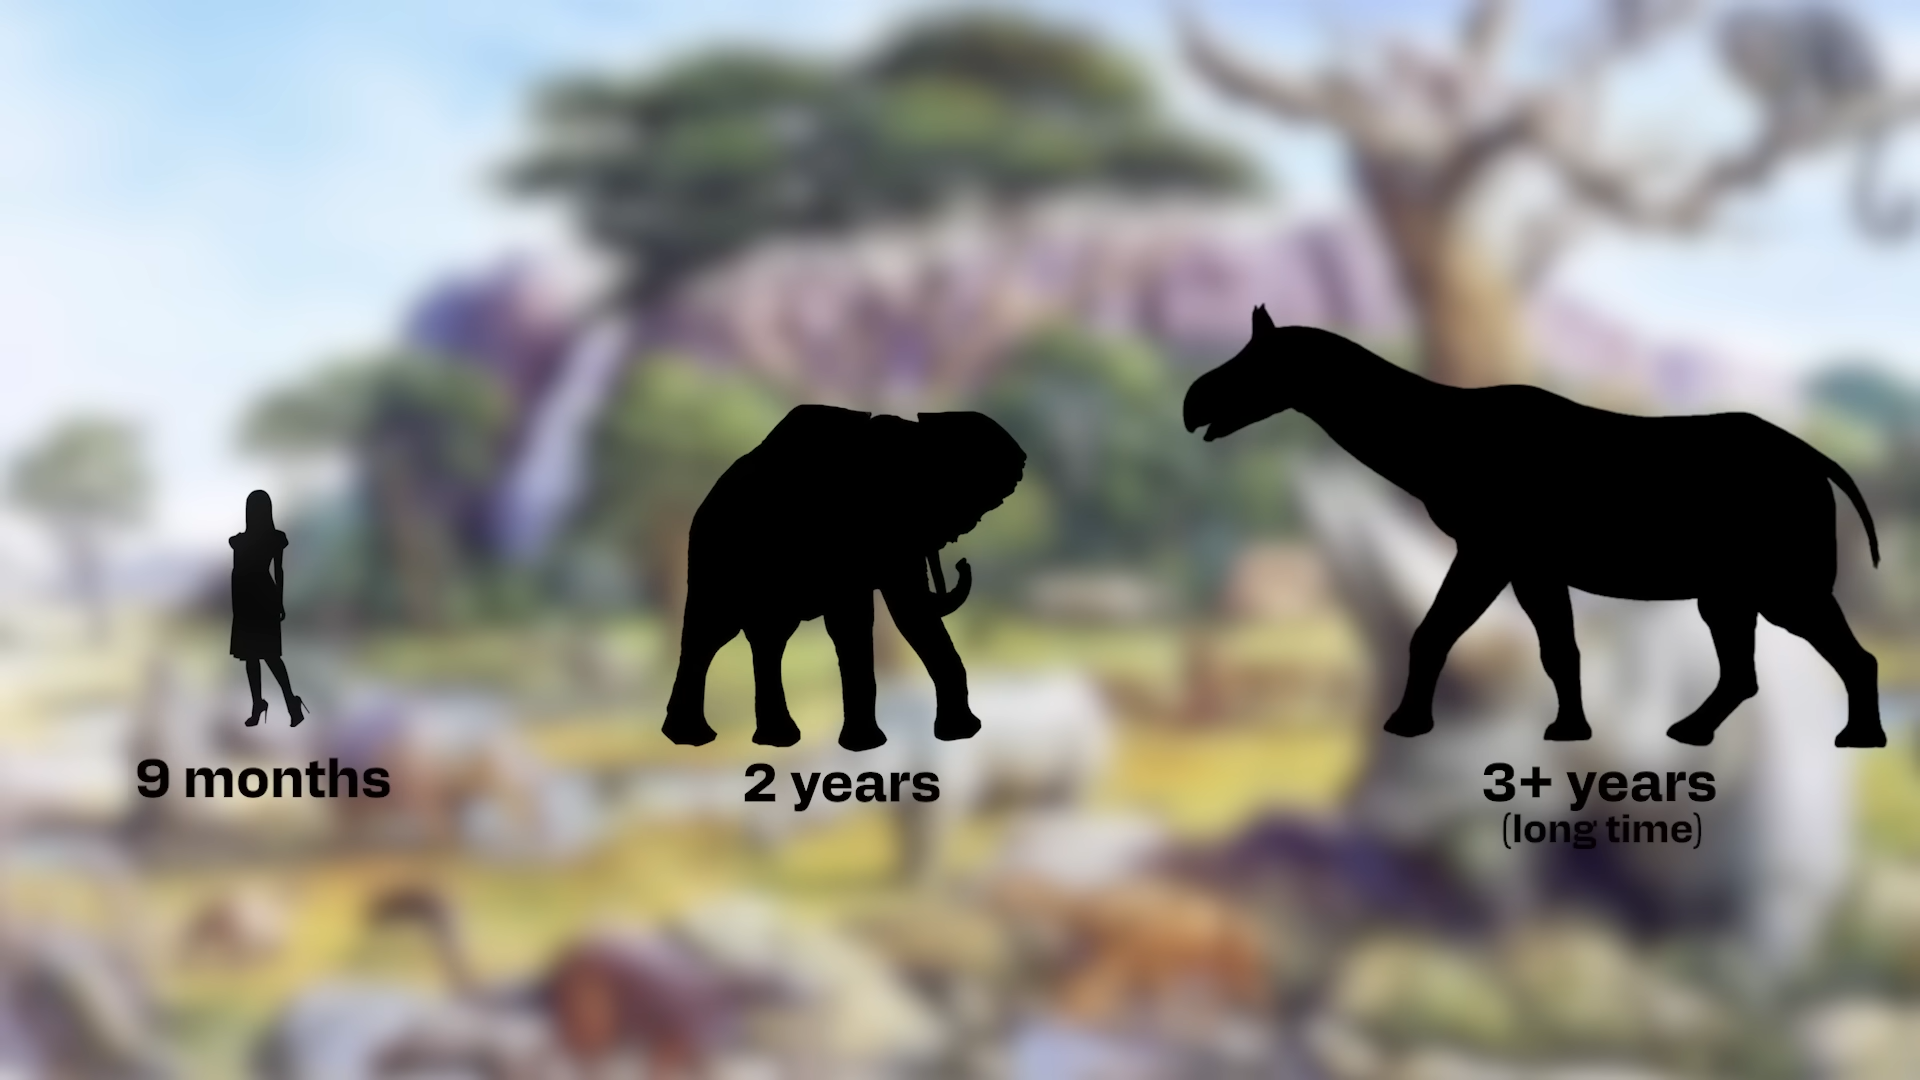 9 months
2 years
3+ years
(long time)